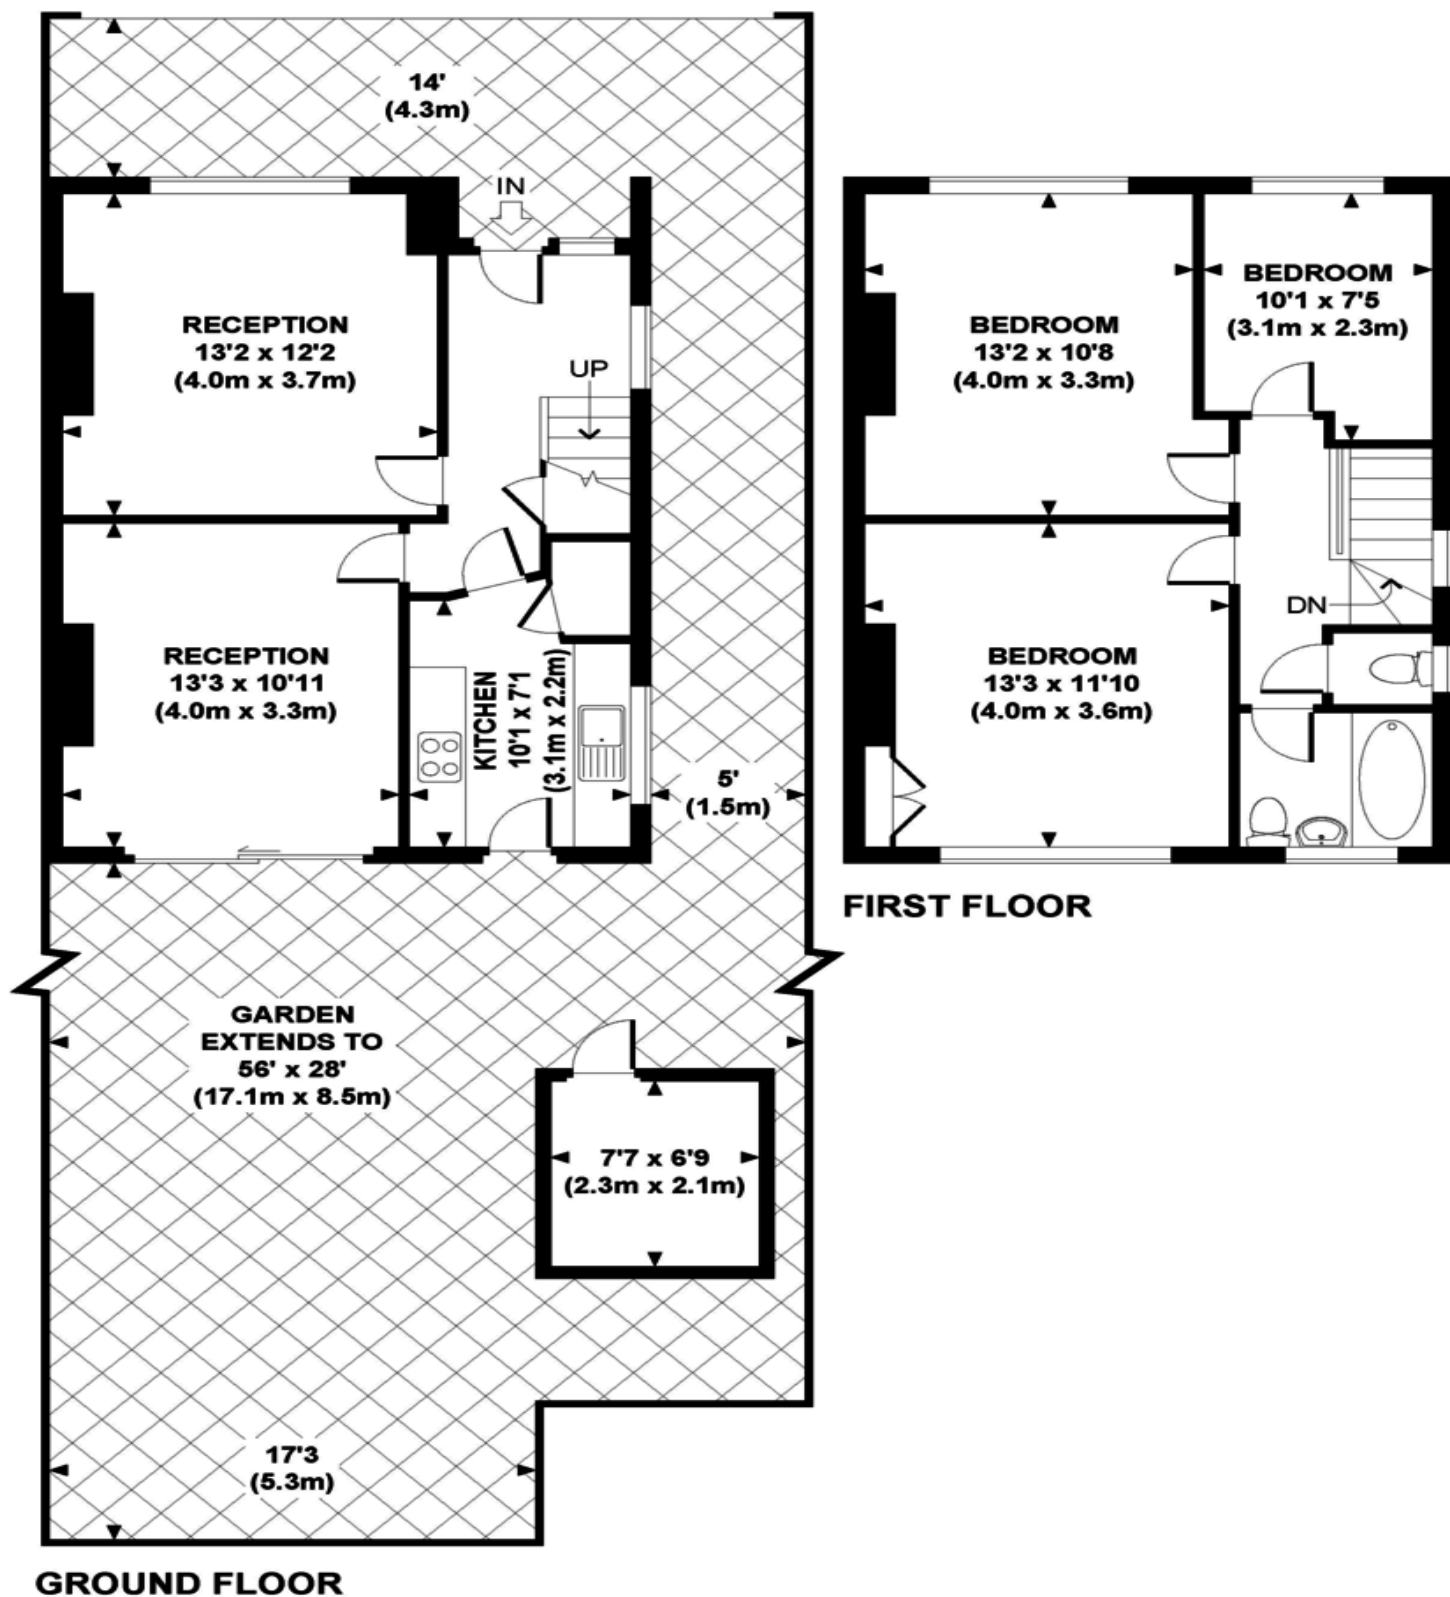 14'
(4.3m)
IN
RECEPTION
13'2 x 12'2
(4.0m x 3.7m)
UP
RECEPTION
13'3 x 10'11
(4.0m x 3.3m)
KITCHEN
10'1 x 7'1
(3.1m x 2.2m)
5'
(1.5m)
GARDEN
EXTENDS TO
56' x 28'
(17.1m x 8.5m)
7'7 x 6'9
(2.3m x 2.1m)
17'3
(5.3m)
GROUND FLOOR
BEDROOM
13'2 x 10'8
(4.0m x 3.3m)
BEDROOM
10'1 x 7'5
(3.1m x 2.3m)
DN
BEDROOM
13'3 x 11'10
(4.0m x 3.6m)
FIRST FLOOR